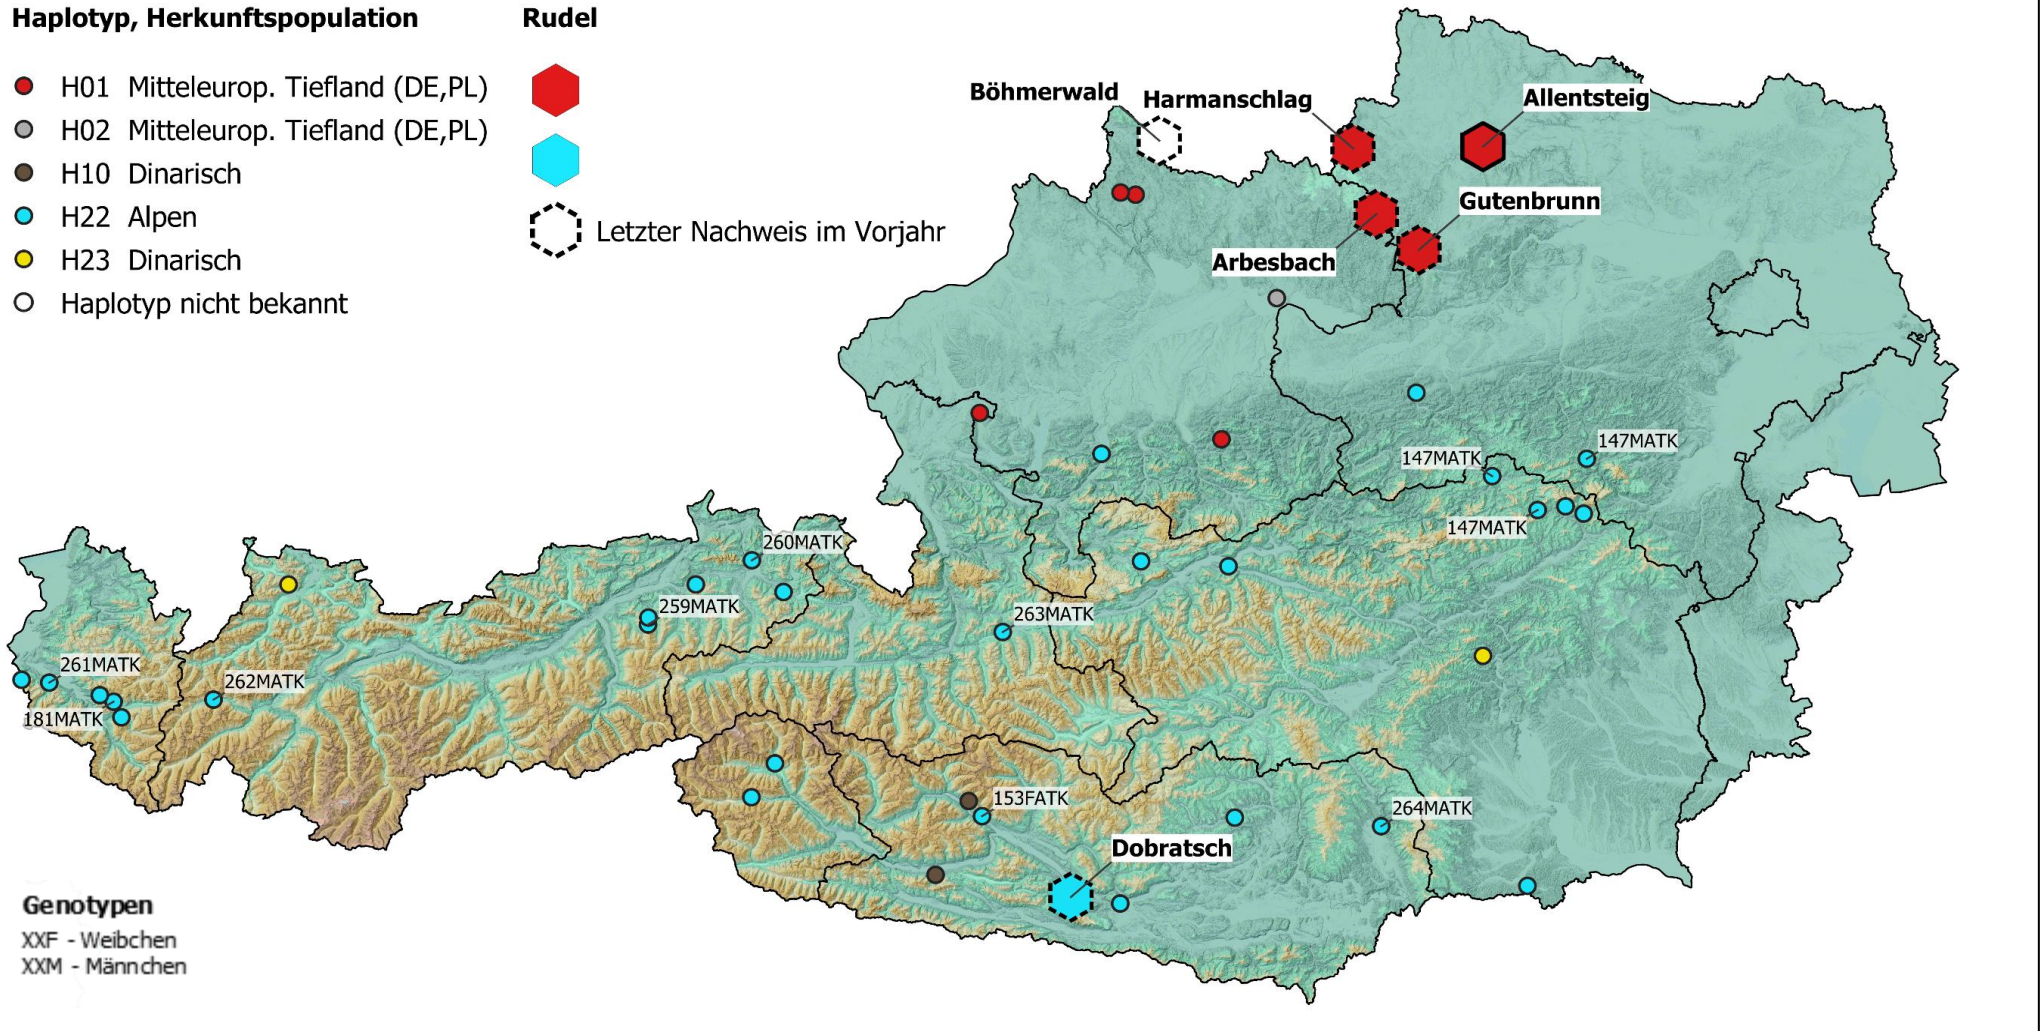 Haplotyp, Herkunftspopulation
H01 Mitteleurop. Tiefland (DE,PL)
H02 Mitteleurop. Tiefland (DE,PL)
H10 Dinarisch
H22 Alpen
H23 Dinarisch
Haplotyp nicht bekannt
Rudel
Letzter Nachweis im Vorjahr
Böhmerwald
Harmanschlag
Allentsteig
Gutenbrunn
Arbesbach
147MATK
147MATK
147MATK
260MATK
259MATK
263MATK
261MATK
262MATK
181MATK
153FATK
264MATK
Dobratsch
Genotypen
XXF - Weibchen
XXM - Männchen